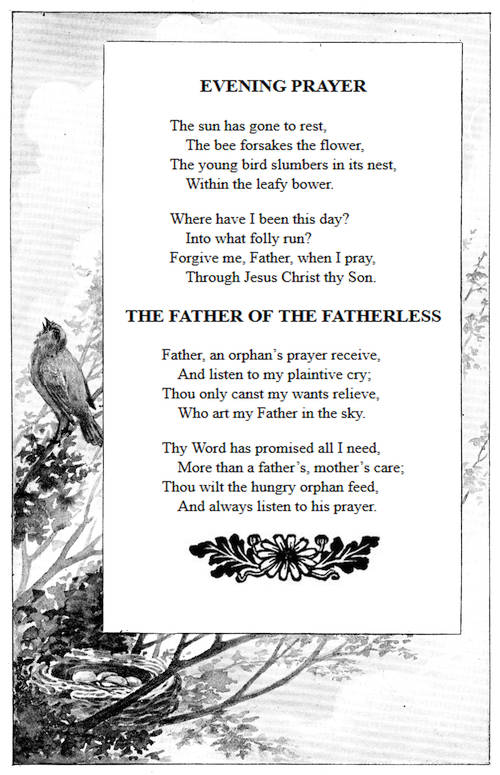 EVENING PRAYER
The sun has gone to rest,
The bee forsakes the flower,
The young bird slumbers in its nest,
Within the leafy bower.
Where have I been this day?
Into what folly run?
Forgive me, Father, when I pray,
Through Jesus Christ thy Son.
THE FATHER OF THE FATHERLESS
Father, an orphan’s prayer receive,
And listen to my plaintive cry;
Thou only canst my wants relieve,
Who art my Father in the sky.
Thy Word has promised all I need,
More than a father’s, mother’s care;
Thou wilt the hungry orphan feed,
And always listen to his prayer.